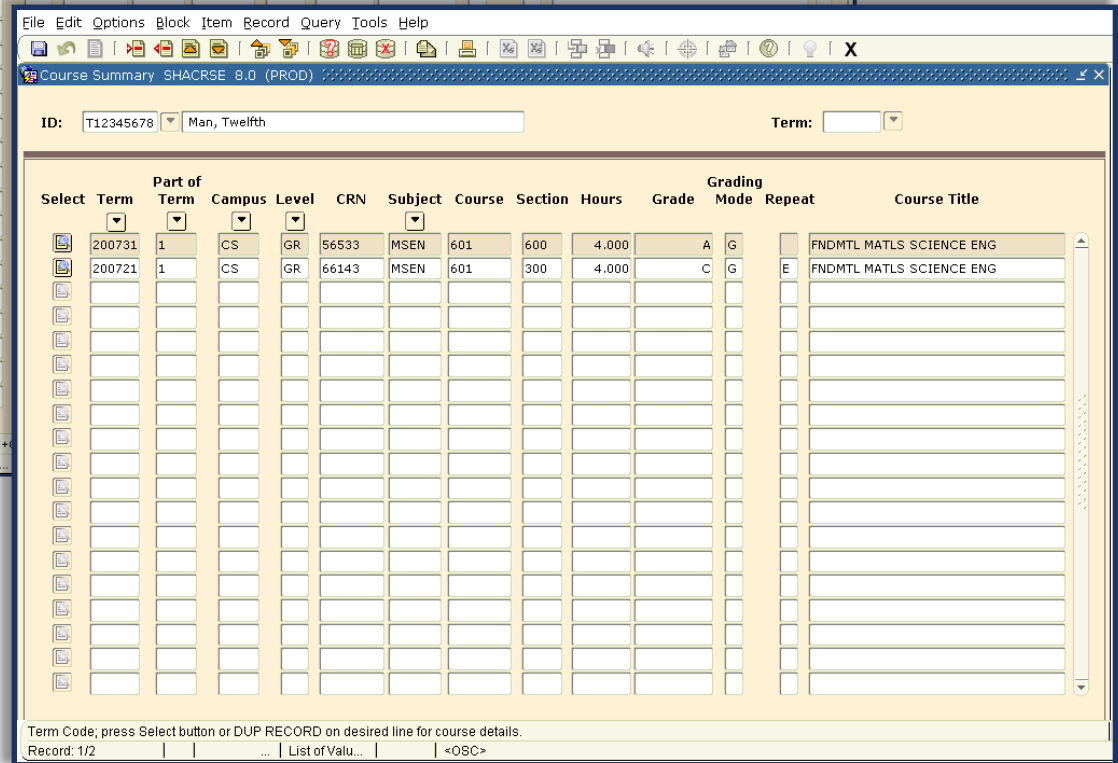 File Edit Options Block Item Record Query Tools Help
X
Course Summary SHACRSE 8.0 (PROD)
ID: T12345678 Man, Twelfth Term:
Select Term Part of Term Campus Level CRN Subject Course Section Hours Grade Grading Mode Repeat Course Title
200731 1 CS GR 56533 MSEN 601 600 4.000 A G FNDMTL MATLS SCIENCE ENG
200721 1 CS GR 66143 MSEN 601 300 4.000 C G E FNDMTL MATLS SCIENCE ENG
Term Code; press Select button or DUP RECORD on desired line for course details.
Record: 1/2 ... List of Valu... <OSC>